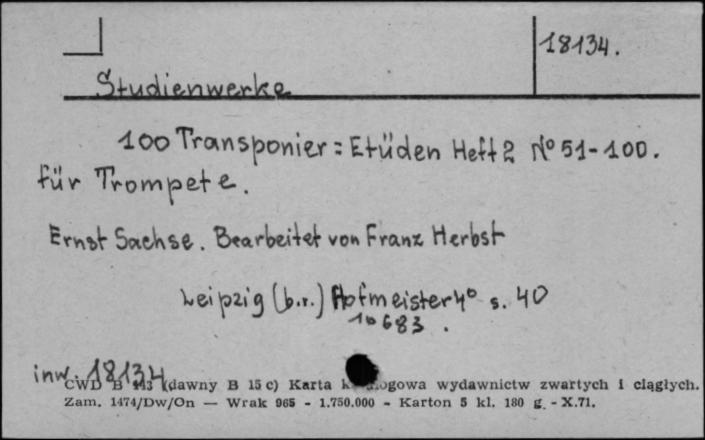 18134.
Studienwerke
100 Transponier = Etüden Heft 2 No 51-100.
für Trompete.
Ernst Sachse. Bearbeitet von Franz Herbst
Leipzig (b.r.) Hofmeister 4° s. 40
10683.
inw. 18134
CWD B (dawny B 15 c) Karta wydawnictw zwartych i ciągłych.
Zam. 1474/Dw/On — Wrak 965 - 1.750.000 - Karton 5 kl. 180 g. - X.71.